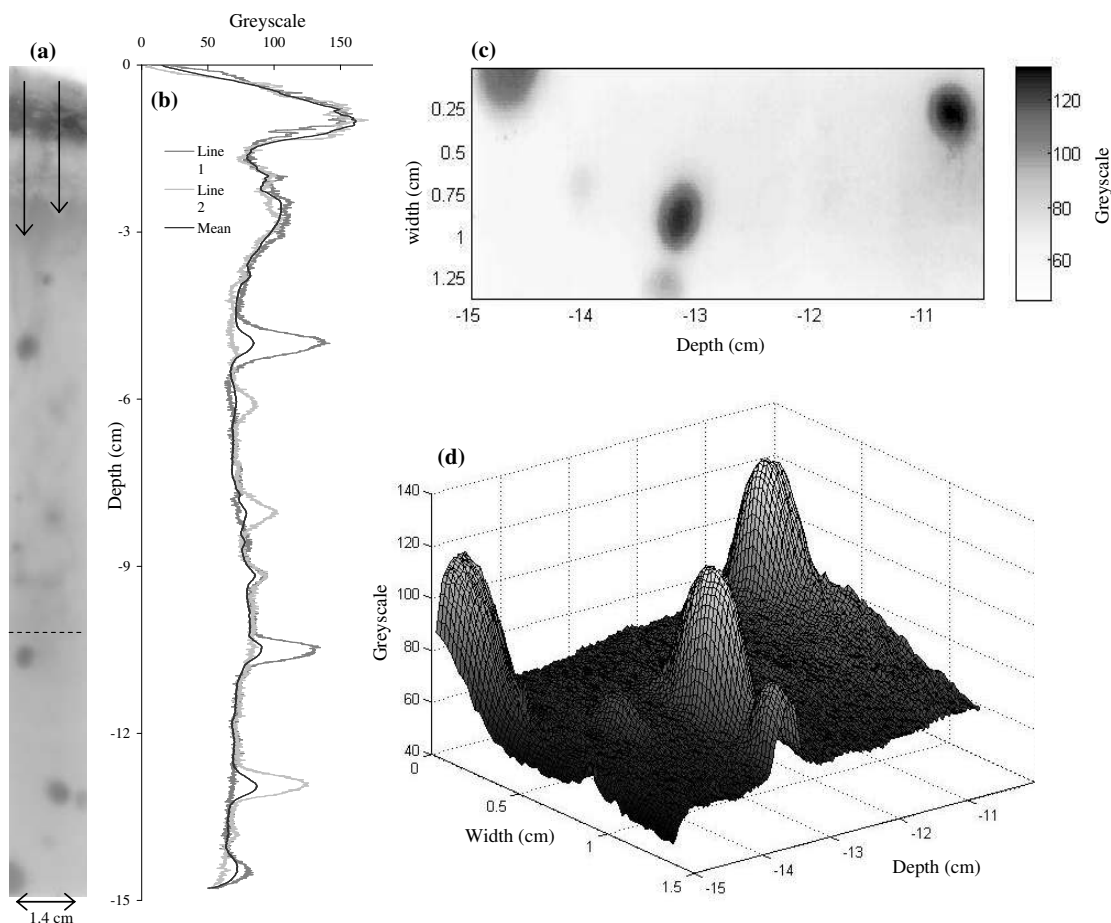 (a)
1.4 cm
Greyscale
0 50 100 150
(b)
0
-3
-6
-9
-12
-15
Depth (cm)
Line
1
Line
2
Mean
(c)
0.25
0.5
0.75
1
1.25
width (cm)
-15 -14 -13 -12 -11
Depth (cm)
120
100
80
60
Greyscale
(d)
140
120
100
80
60
40
Greyscale
0
0.5
1
1.5
Width (cm)
-15
-14
-13
-12
-11
Depth (cm)